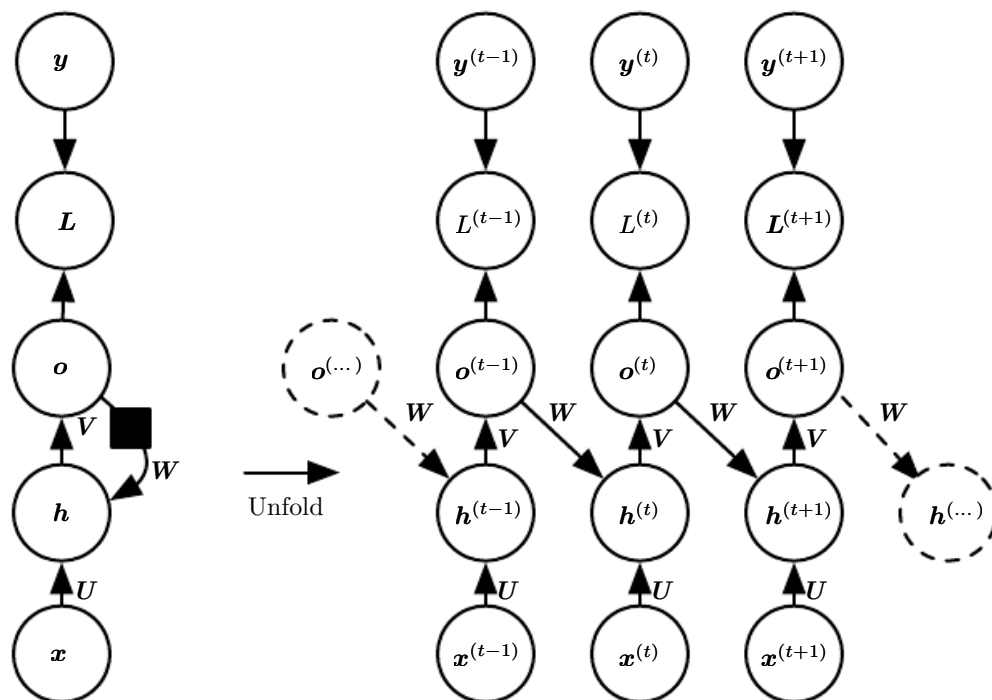 y y^{(t−1)} y^{(t)} y^{(t+1)}
L L^{(t−1)} L^{(t)} L^{(t+1)}
o o^{(...)} o^{(t−1)} o^{(t)} o^{(t+1)}
W W W W
V V V V
W
h h^{(t−1)} h^{(t)} h^{(t+1)} h^{(...)}
Unfold
U U U U
x x^{(t−1)} x^{(t)} x^{(t+1)}